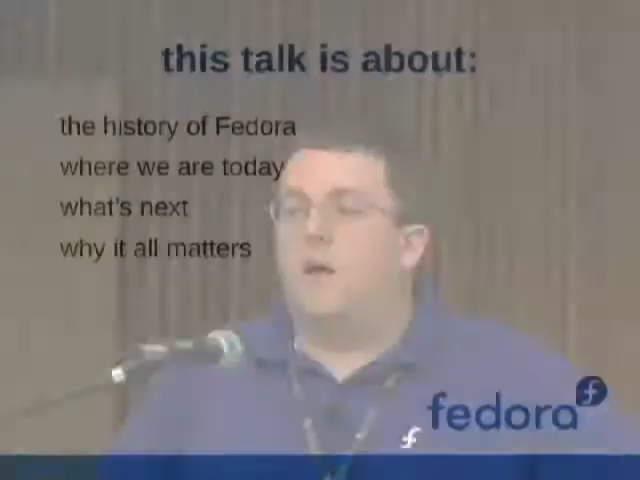 this talk is about:
the history of Fedora
where we are today
what's next
why it all matters
fedora